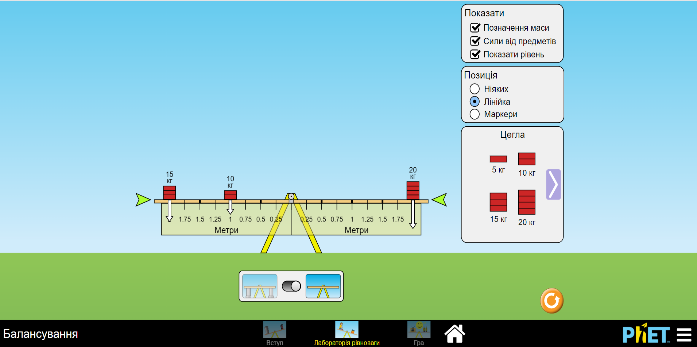 Показати
Позначення маси
Сили від предметів
Показати рівень
Позиція
Ніяких
Лінійка
Маркери
Цегла
5 кг
10 кг
15 кг
20 кг
15
кг
10
кг
20
кг
1.75 1.5 1.25 1 0.75 0.5 0.25 0.25 0.5 0.75 1 1.25 1.5 1.75
Метри
Метри
Балансування
Вступ
Лабораторія рівноваги
Гра
PhET